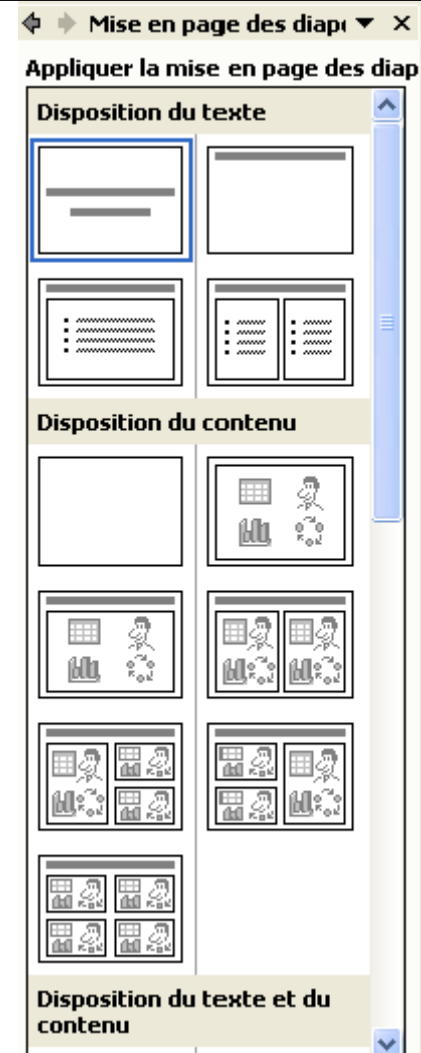 Mise en page des diap
Appliquer la mise en page des diap
Disposition du texte
Disposition du contenu
Disposition du texte et du
contenu